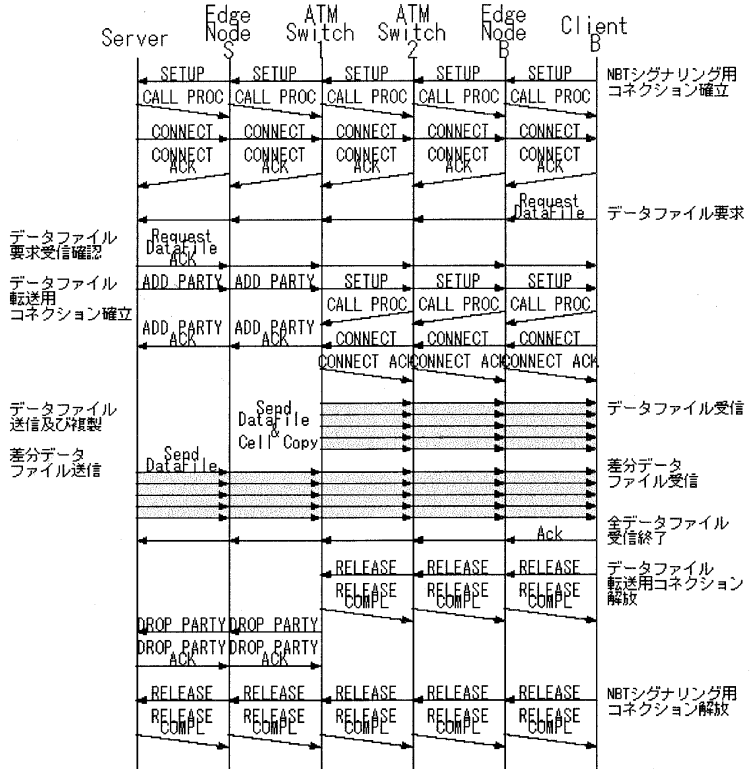 Server
Edge
Node
S
ATM
Switch
1
ATM
Switch
2
Edge
Node
B
Client
B
SETUP SETUP SETUP SETUP SETUP
NBTシグナリング用
コネクション確立
CALL PROC CALL PROC CALL PROC CALL PROC CALL PROC
CONNECT CONNECT CONNECT CONNECT CONNECT
CONNECT ACK CONNECT ACK CONNECT ACK CONNECT ACK CONNECT ACK
Request
DataFile
データファイル要求
データファイル
要求受信確認
Request
DataFile
ACK
データファイル
転送用
コネクション確立
ADD PARTY ADD PARTY SETUP SETUP SETUP
CALL PROC CALL PROC CALL PROC
ADD PARTY ACK ADD PARTY ACK CONNECT CONNECT CONNECT
CONNECT ACK CONNECT ACK CONNECT ACK
データファイル
送信及び複製
Send
DataFile
&
Cell Copy
データファイル受信
差分データ
ファイル送信
Send
DataFile
差分データ
ファイル受信
全データファイル
受信終了
Ack
RELEASE RELEASE RELEASE
データファイル
転送用コネクション
解放
RELEASE COMPL RELEASE COMPL RELEASE COMPL
DROP PARTY DROP PARTY
DROP PARTY ACK DROP PARTY ACK
RELEASE RELEASE RELEASE RELEASE RELEASE
NBTシグナリング用
コネクション解放
RELEASE COMPL RELEASE COMPL RELEASE COMPL RELEASE COMPL RELEASE COMPL